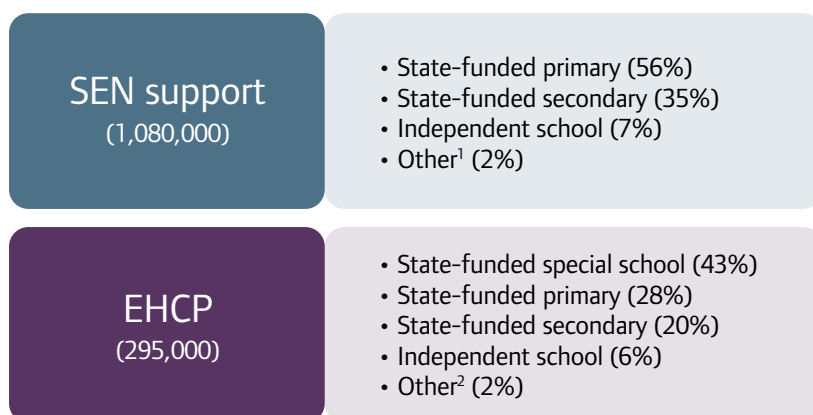 SEN support
(1,080,000)
• State-funded primary (56%)
• State-funded secondary (35%)
• Independent school (7%)
• Other¹ (2%)
EHCP
(295,000)
• State-funded special school (43%)
• State-funded primary (28%)
• State-funded secondary (20%)
• Independent school (6%)
• Other² (2%)